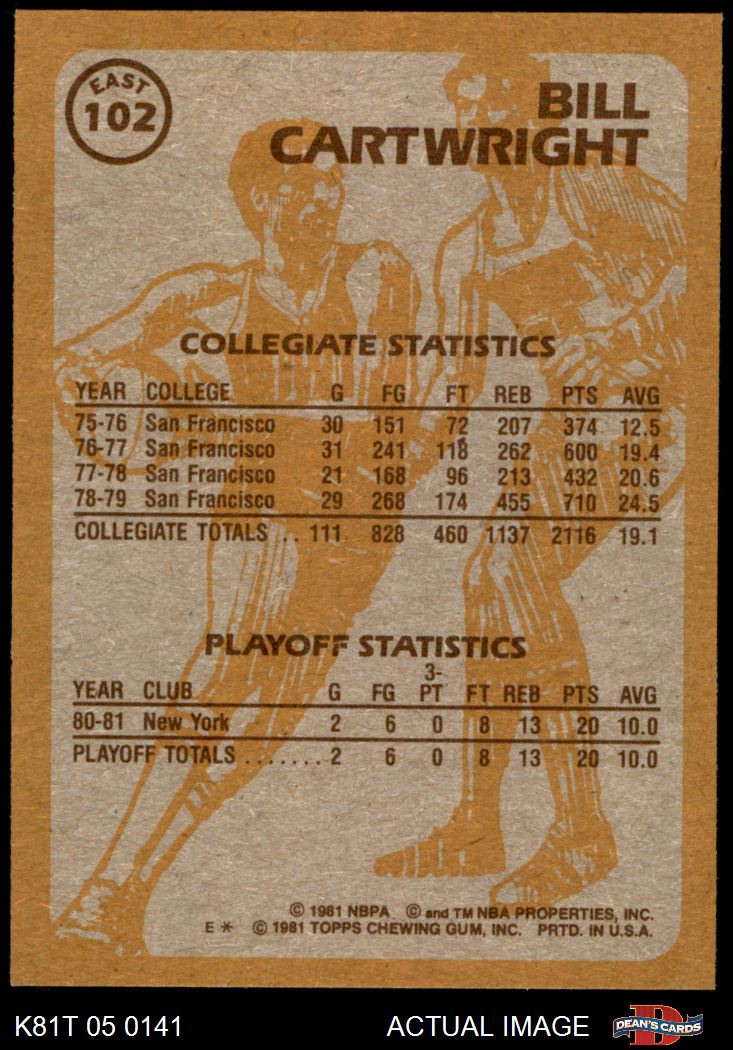 EAST
102
BILL
CARTWRIGHT
COLLEGIATE STATISTICS
YEAR COLLEGE G FG FT REB PTS AVG
75-76 San Francisco 30 151 72 207 374 12.5
76-77 San Francisco 31 241 118 262 600 19.4
77-78 San Francisco 21 168 96 213 432 20.6
78-79 San Francisco 29 268 174 455 710 24.5
COLLEGIATE TOTALS .. 111 828 460 1137 2116 19.1
PLAYOFF STATISTICS
YEAR CLUB G FG 3-PT FT REB PTS AVG
80-81 New York 2 6 0 8 13 20 10.0
PLAYOFF TOTALS ....... 2 6 0 8 13 20 10.0
© 1981 NBPA © and TM NBA PROPERTIES, INC.
E * © 1981 TOPPS CHEWING GUM, INC. PRTD. IN U.S.A.
K81T 05 0141 ACTUAL IMAGE DEAN'S CARDS